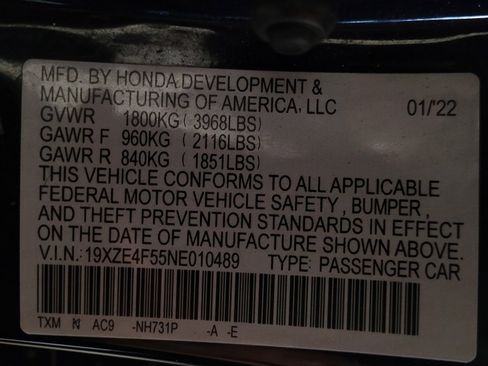 MFD. BY HONDA DEVELOPMENT &
MANUFACTURING OF AMERICA, LLC 01/'22
GVWR 1800KG ( 3968LBS)
GAWR F 960KG ( 2116LBS)
GAWR R 840KG ( 1851LBS)
THIS VEHICLE CONFORMS TO ALL APPLICABLE
FEDERAL MOTOR VEHICLE SAFETY , BUMPER ,
AND THEFT PREVENTION STANDARDS IN EFFECT
ON THE DATE OF MANUFACTURE SHOWN ABOVE.
V.I.N.:19XZE4F55NE010489 TYPE: PASSENGER CAR
TXM AC9 -NH731P -A -E